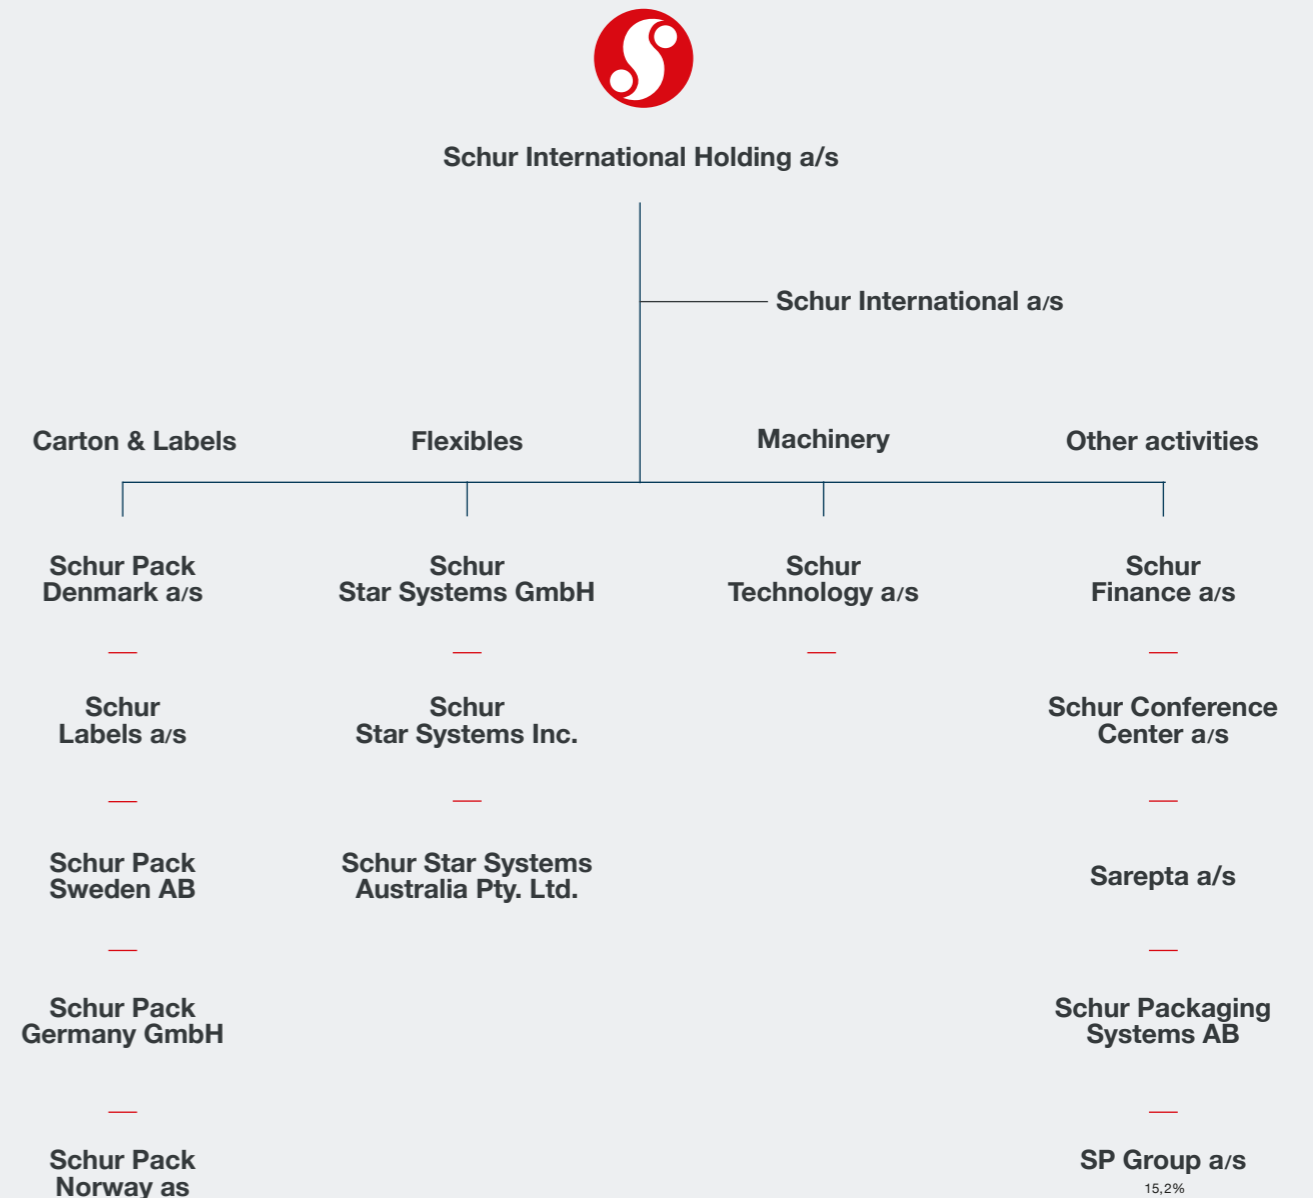 Schur International Holding a/s
Schur International a/s
Carton & Labels
Flexibles
Machinery
Other activities
Schur Pack
Denmark a/s
Schur
Star Systems GmbH
Schur
Technology a/s
Schur
Finance a/s
Schur
Labels a/s
Schur
Star Systems Inc.
Schur Conference
Center a/s
Schur Pack
Sweden AB
Schur Star Systems
Australia Pty. Ltd.
Sarepta a/s
Schur Pack
Germany GmbH
Schur Packaging
Systems AB
Schur Pack
Norway as
SP Group a/s
15,2%